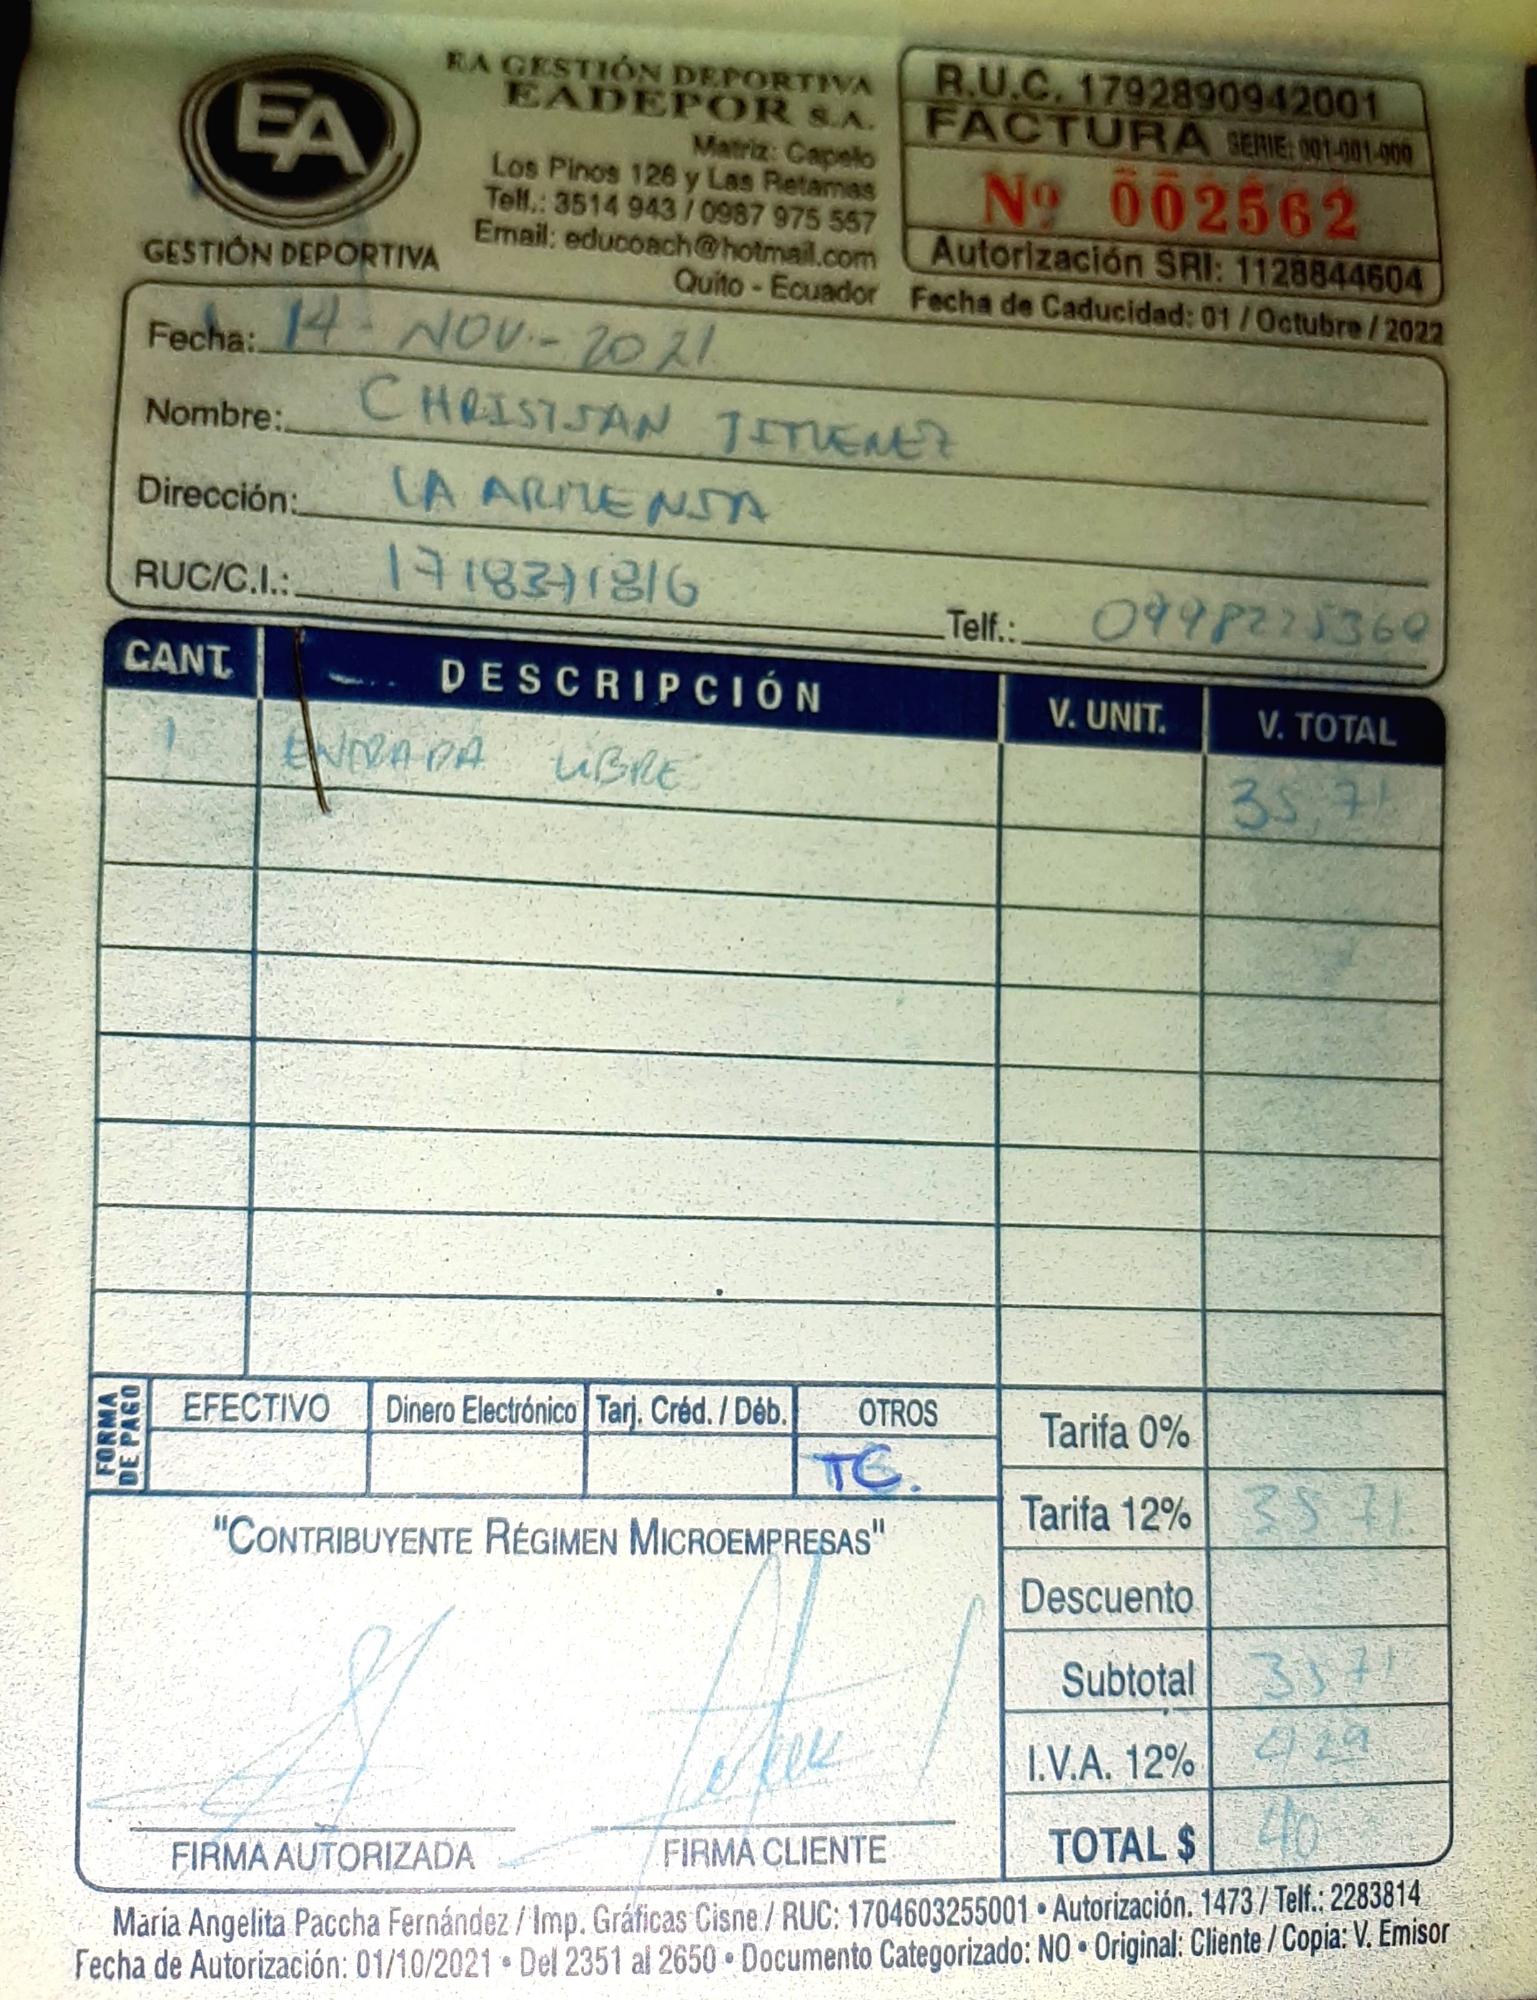 EA
GESTIÓN DEPORTIVA
EA GESTIÓN DEPORTIVA
EADEPOR S.A.
Matriz: Capelo
Los Pinos 126 y Las Retamas
Telf.: 3514 943 / 0987 975 557
Email: educoach@hotmail.com
Quito - Ecuador
R.U.C. 1792890942001
FACTURA SERIE: 001-001-000
Nº 002562
Autorización SRI: 1128844604
Fecha de Caducidad: 01 / Octubre / 2022
Fecha: 14 - NOV. - 2021
Nombre: CHRISTIAN JIMENEZ
Dirección: LA ARMENIA
RUC/C.I.: 1718371816
Telf.: 0998225360
CANT. DESCRIPCIÓN V. UNIT. V. TOTAL
1 ENTRADA LIBRE 35,71
FORMA DE PAGO
EFECTIVO Dinero Electrónico Tarj. Créd. / Déb. OTROS
TC.
Tarifa 0%
Tarifa 12% 35 71
Descuento
Subtotal 35 71
I.V.A. 12% 4 29
TOTAL $ 40
"CONTRIBUYENTE RÉGIMEN MICROEMPRESAS"
FIRMA AUTORIZADA FIRMA CLIENTE
María Angelita Paccha Fernández / Imp. Gráficas Cisne / RUC: 1704603255001 • Autorización. 1473 / Telf.: 2283814
Fecha de Autorización: 01/10/2021 • Del 2351 al 2650 • Documento Categorizado: NO • Original: Cliente / Copia: V. Emisor